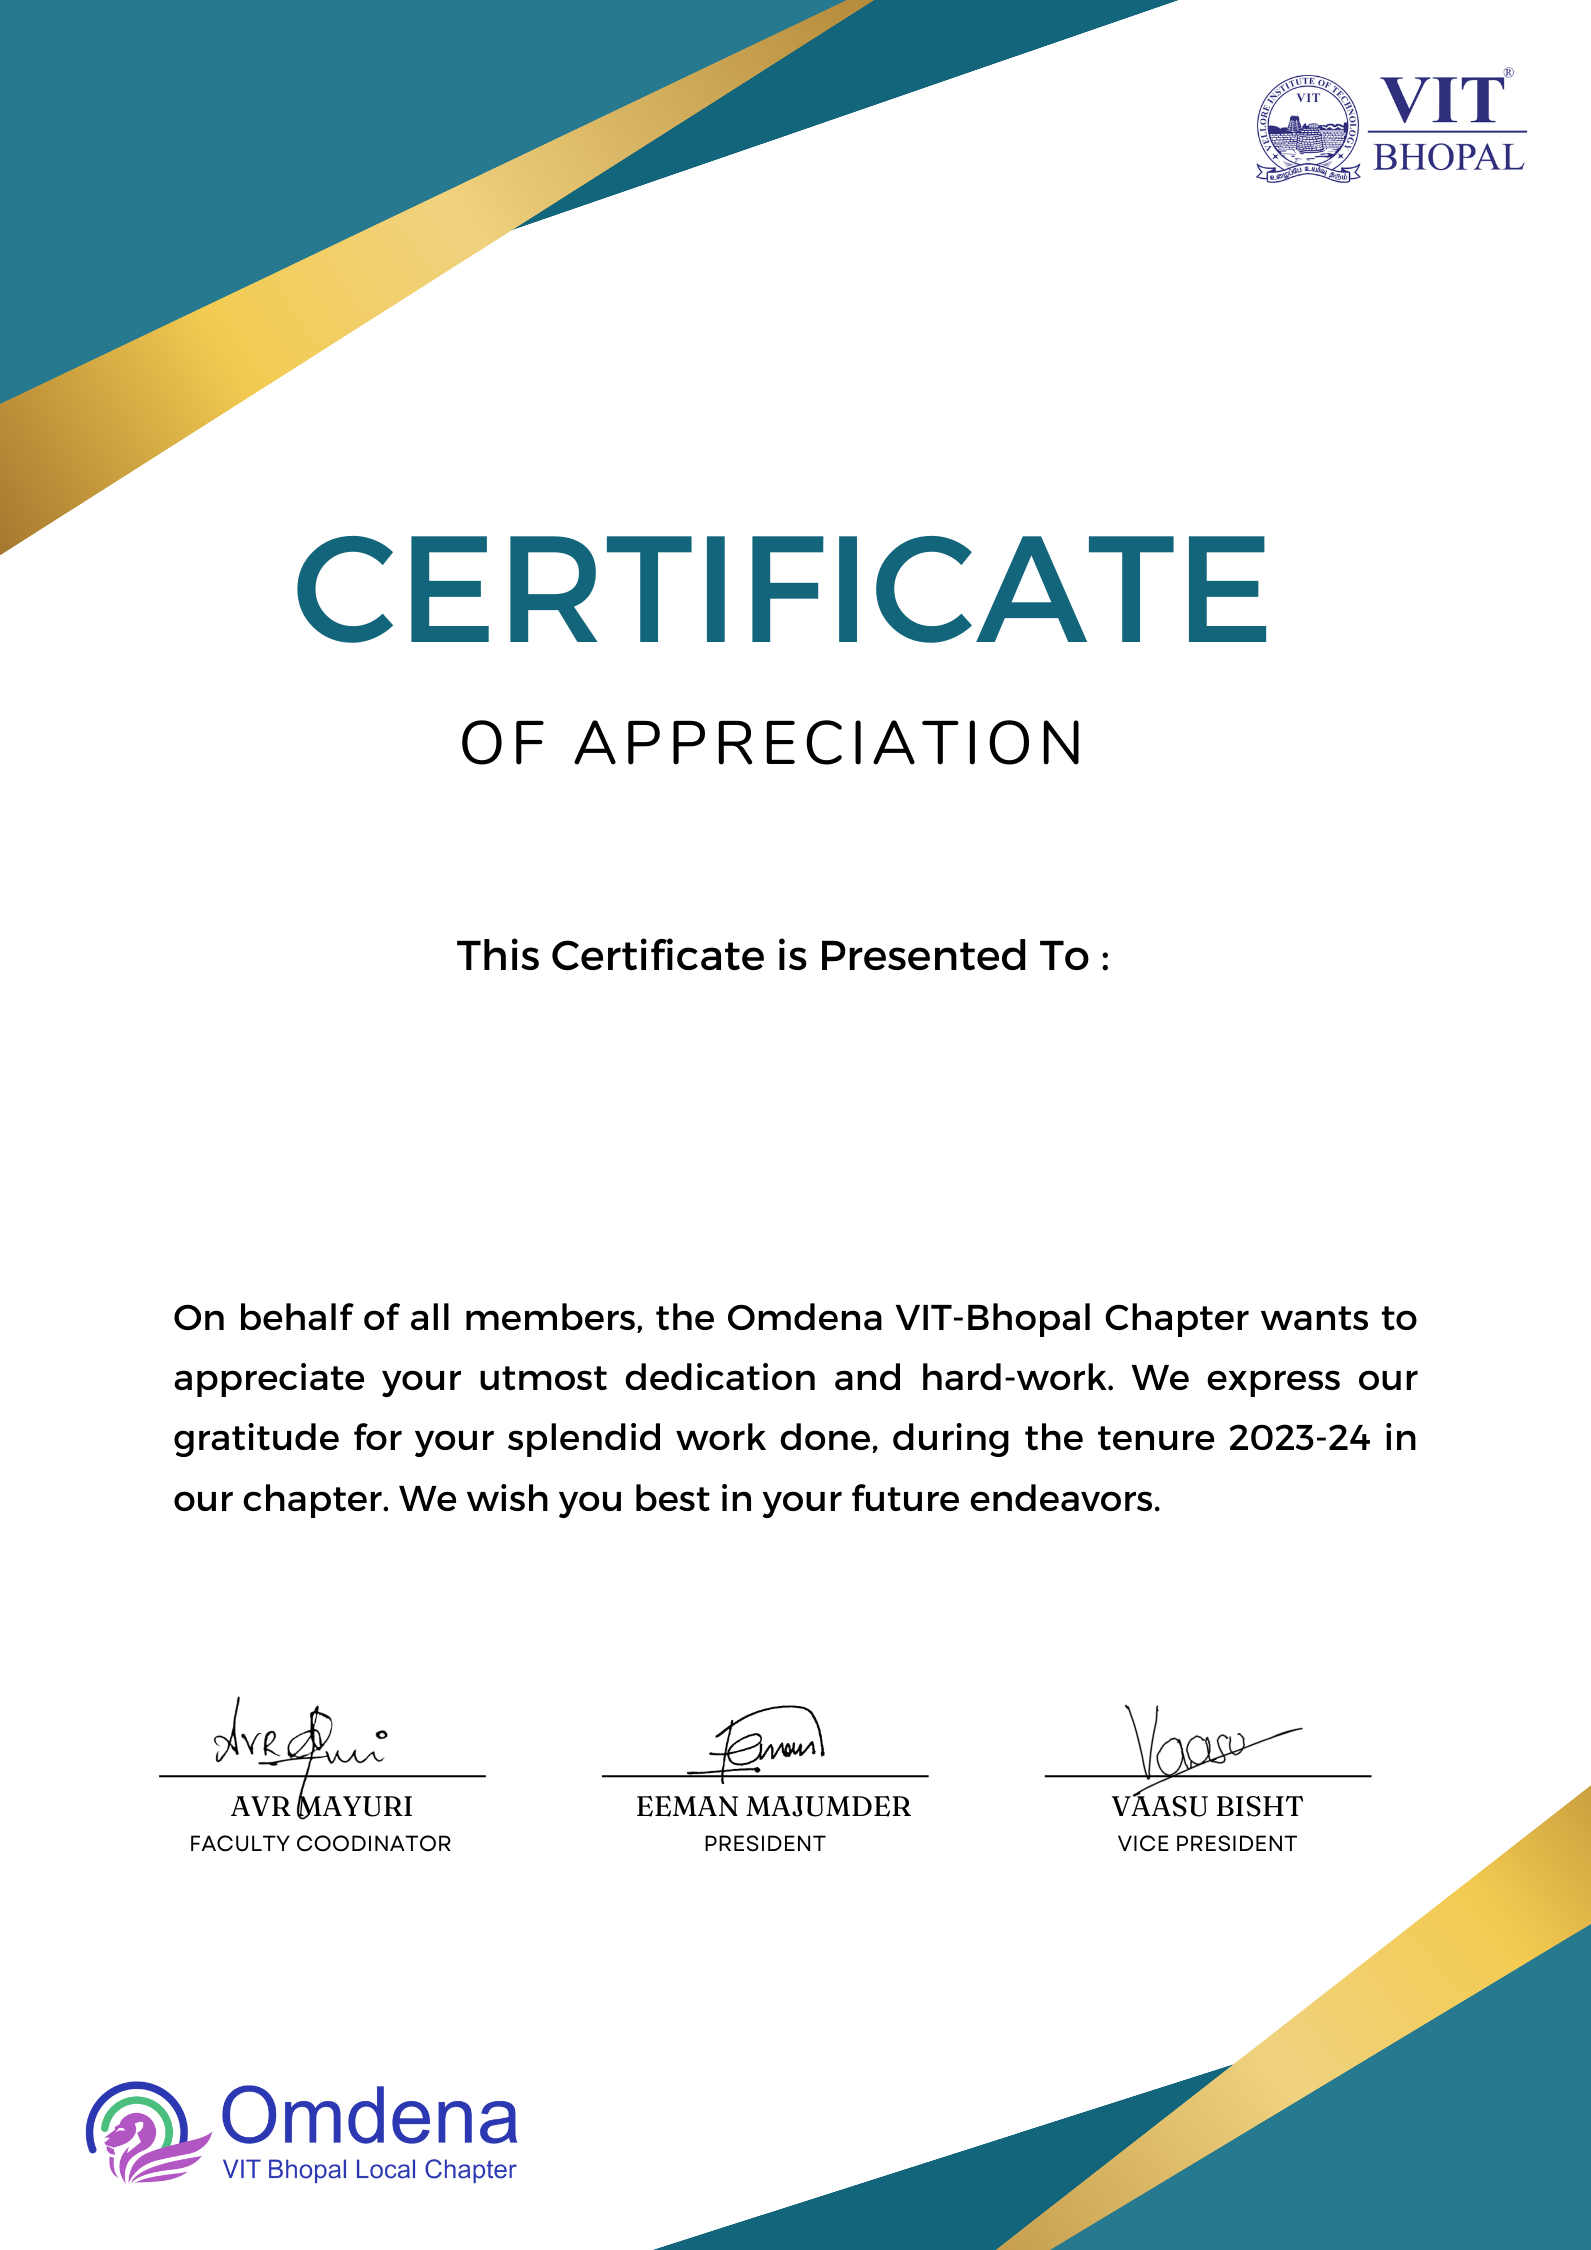 VELLORE INSTITUTE OF TECHNOLOGY
VIT
VIT®
BHOPAL
CERTIFICATE
OF APPRECIATION
This Certificate is Presented To :
On behalf of all members, the Omdena VIT-Bhopal Chapter wants to
appreciate your utmost dedication and hard-work. We express our
gratitude for your splendid work done, during the tenure 2023-24 in
our chapter. We wish you best in your future endeavors.
Vaasu
AVR MAYURI
EEMAN MAJUMDER
VAASU BISHT
FACULTY COODINATOR
PRESIDENT
VICE PRESIDENT
Omdena
VIT Bhopal Local Chapter